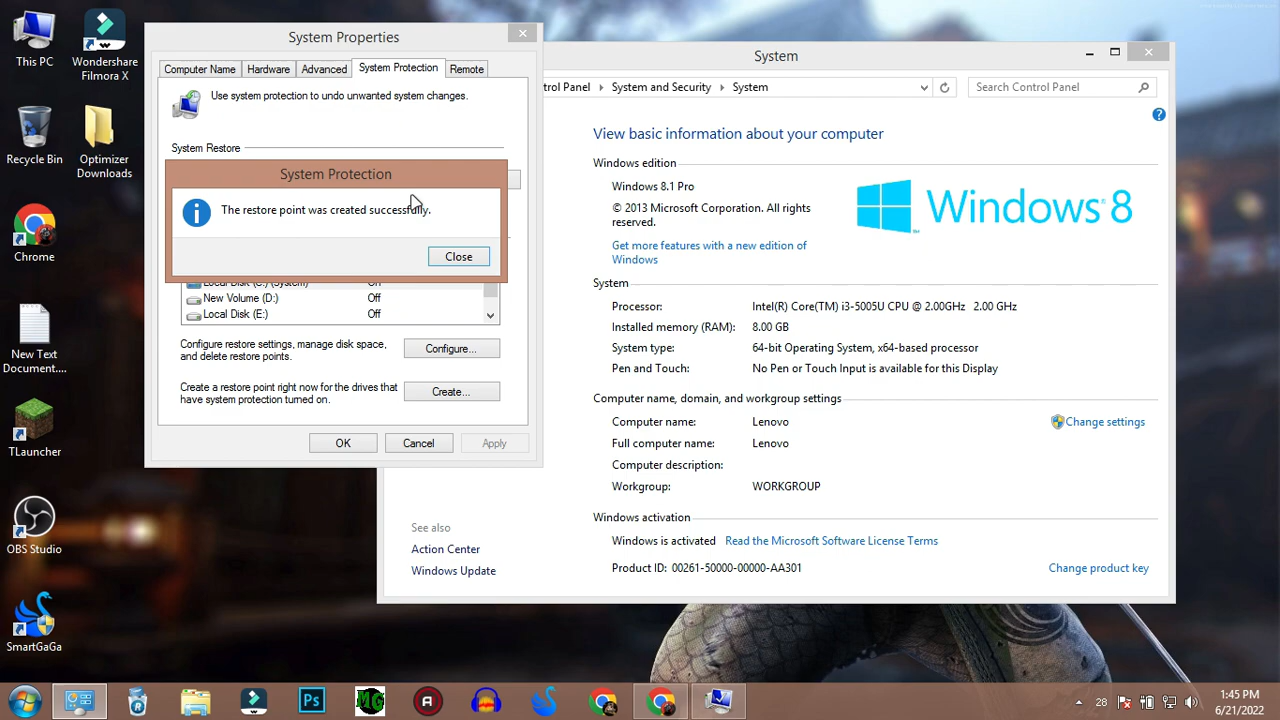 This PC
Wondershare
Filmora X
Recycle Bin
Optimizer
Downloads
Chrome
New Text
Document....
TLauncher
OBS Studio
SmartGaGa
System Properties
Computer Name
Hardware
Advanced
System Protection
Remote
Use system protection to undo unwanted system changes.
System Restore
System Protection
The restore point was created successfully.
Close
Local Disk (C:) (System) On
New Volume (D:) Off
Local Disk (E:) Off
Configure restore settings, manage disk space,
and delete restore points.
Configure...
Create a restore point right now for the drives that
have system protection turned on.
Create...
OK
Cancel
Apply
System
trol Panel
System and Security
System
Search Control Panel
View basic information about your computer
Windows edition
Windows 8.1 Pro
© 2013 Microsoft Corporation. All rights
reserved.
Get more features with a new edition of
Windows
Windows 8
System
Processor: Intel(R) Core(TM) i3-5005U CPU @ 2.00GHz 2.00 GHz
Installed memory (RAM): 8.00 GB
System type: 64-bit Operating System, x64-based processor
Pen and Touch: No Pen or Touch Input is available for this Display
Computer name, domain, and workgroup settings
Computer name: Lenovo
Change settings
Full computer name: Lenovo
Computer description:
Workgroup: WORKGROUP
Windows activation
Windows is activated Read the Microsoft Software License Terms
Product ID: 00261-50000-00000-AA301
Change product key
See also
Action Center
Windows Update
Ps
MG
A
28
1:45 PM
6/21/2022